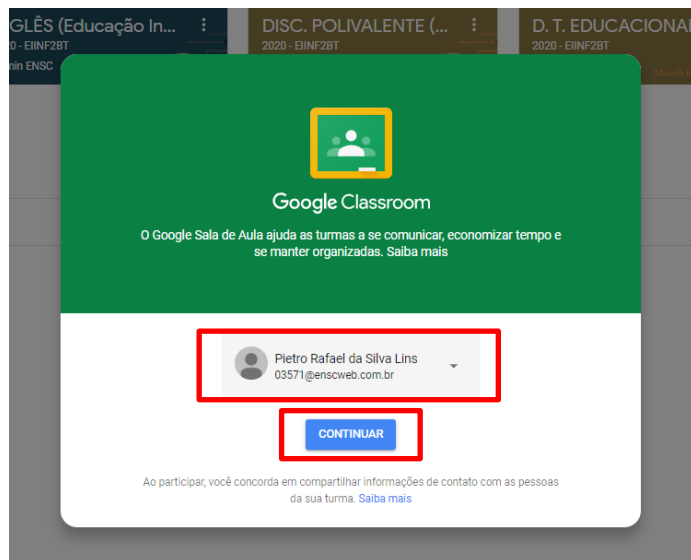 GLÊS (Educação In...
2020 - EIINF2BT
min ENSC
DISC. POLIVALENTE (...
2020 - EIINF2BT
D. T. EDUCACIONAL
2020 - EIINF2BT
Google Classroom
O Google Sala de Aula ajuda as turmas a se comunicar, economizar tempo e
se manter organizadas. Saiba mais
Pietro Rafael da Silva Lins
03571@enscweb.com.br
CONTINUAR
Ao participar, você concorda em compartilhar informações de contato com as pessoas
da sua turma. Saiba mais